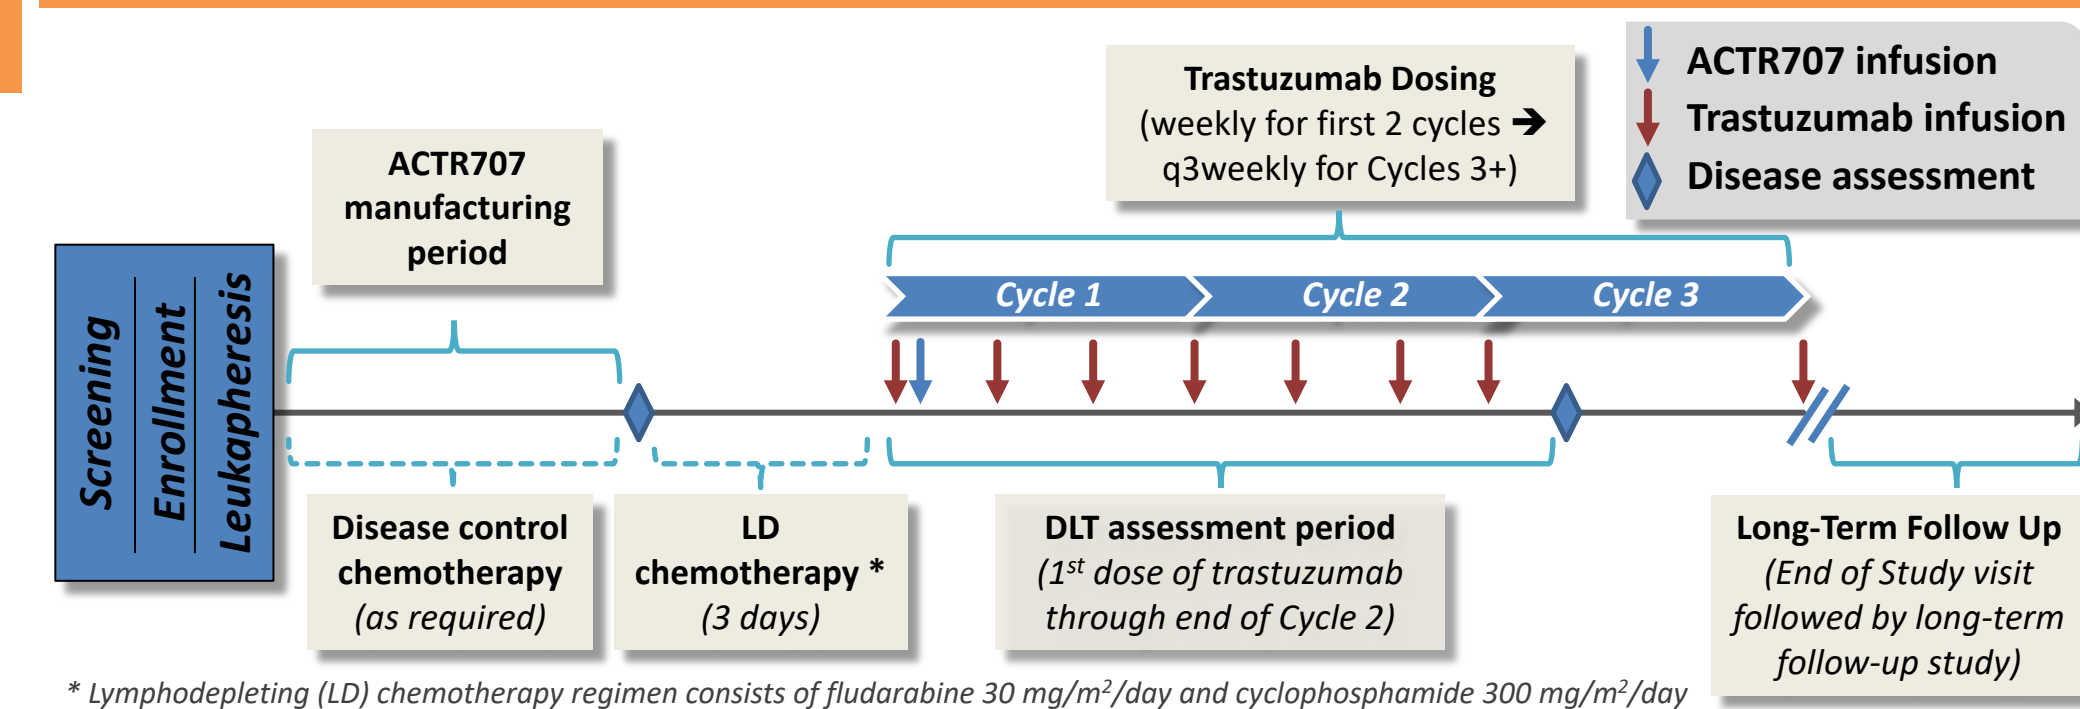 ACTR707 infusion
Trastuzumab infusion
Disease assessment
Trastuzumab Dosing
(weekly for first 2 cycles ➔
q3weekly for Cycles 3+)
ACTR707
manufacturing
period
Screening
Enrollment
Leukapheresis
Cycle 1
Cycle 2
Cycle 3
Disease control
chemotherapy
(as required)
LD
chemotherapy *
(3 days)
DLT assessment period
(1st dose of trastuzumab
through end of Cycle 2)
Long-Term Follow Up
(End of Study visit
followed by long-term
follow-up study)
* Lymphodepleting (LD) chemotherapy regimen consists of fludarabine 30 mg/m²/day and cyclophosphamide 300 mg/m²/day